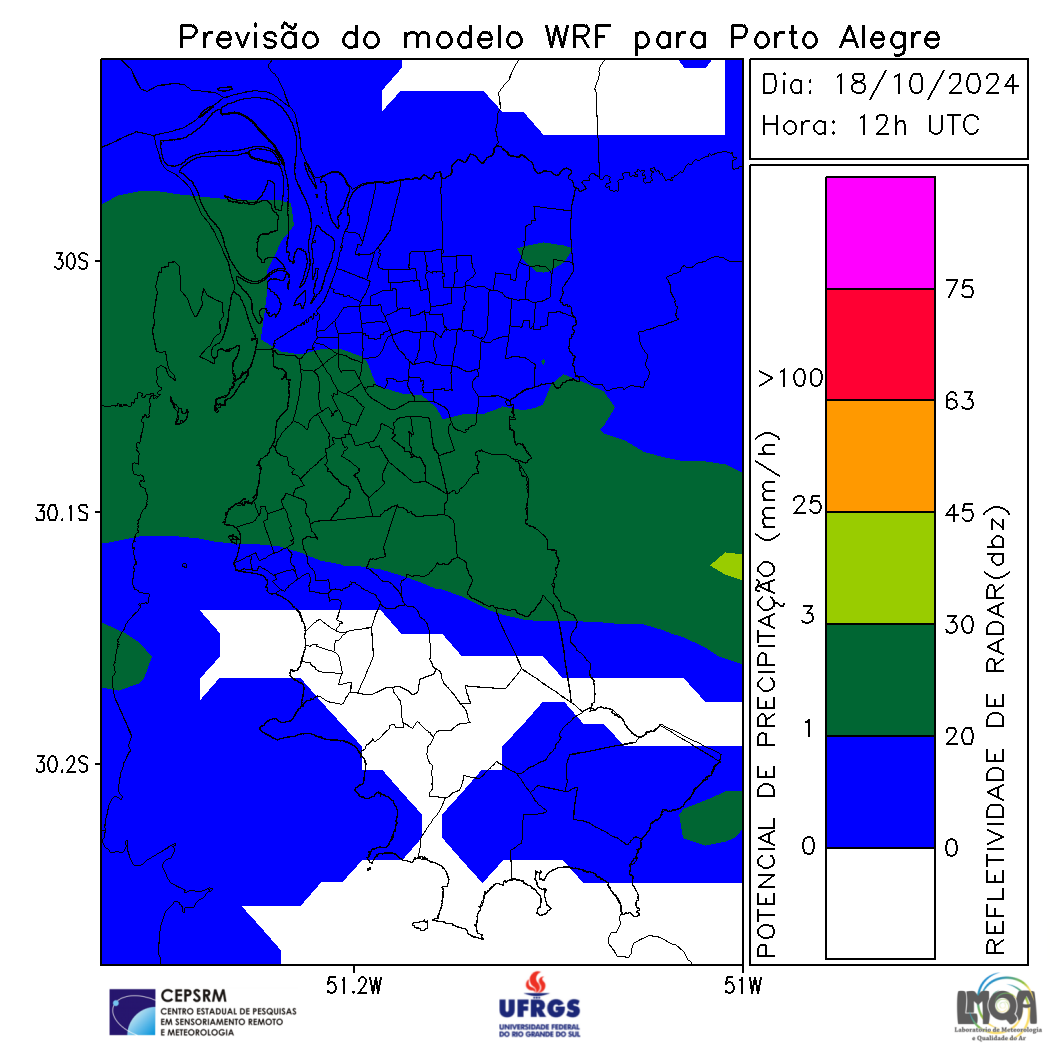 Previsão do modelo WRF para Porto Alegre
Dia: 18/10/2024
Hora: 12h UTC
30S
30.1S
30.2S
51.2W
51W
POTENCIAL DE PRECIPITAÇÃO (mm/h)
>100
25
3
1
0
75
63
45
30
20
0
REFLETIVIDADE DE RADAR(dbz)
CEPSRM
CENTRO ESTADUAL DE PESQUISAS
EM SENSORIAMENTO REMOTO
E METEOROLOGIA
UFRGS
UNIVERSIDADE FEDERAL
DO RIO GRANDE DO SUL
LMQA
Laboratório de Meteorologia
e Qualidade do Ar